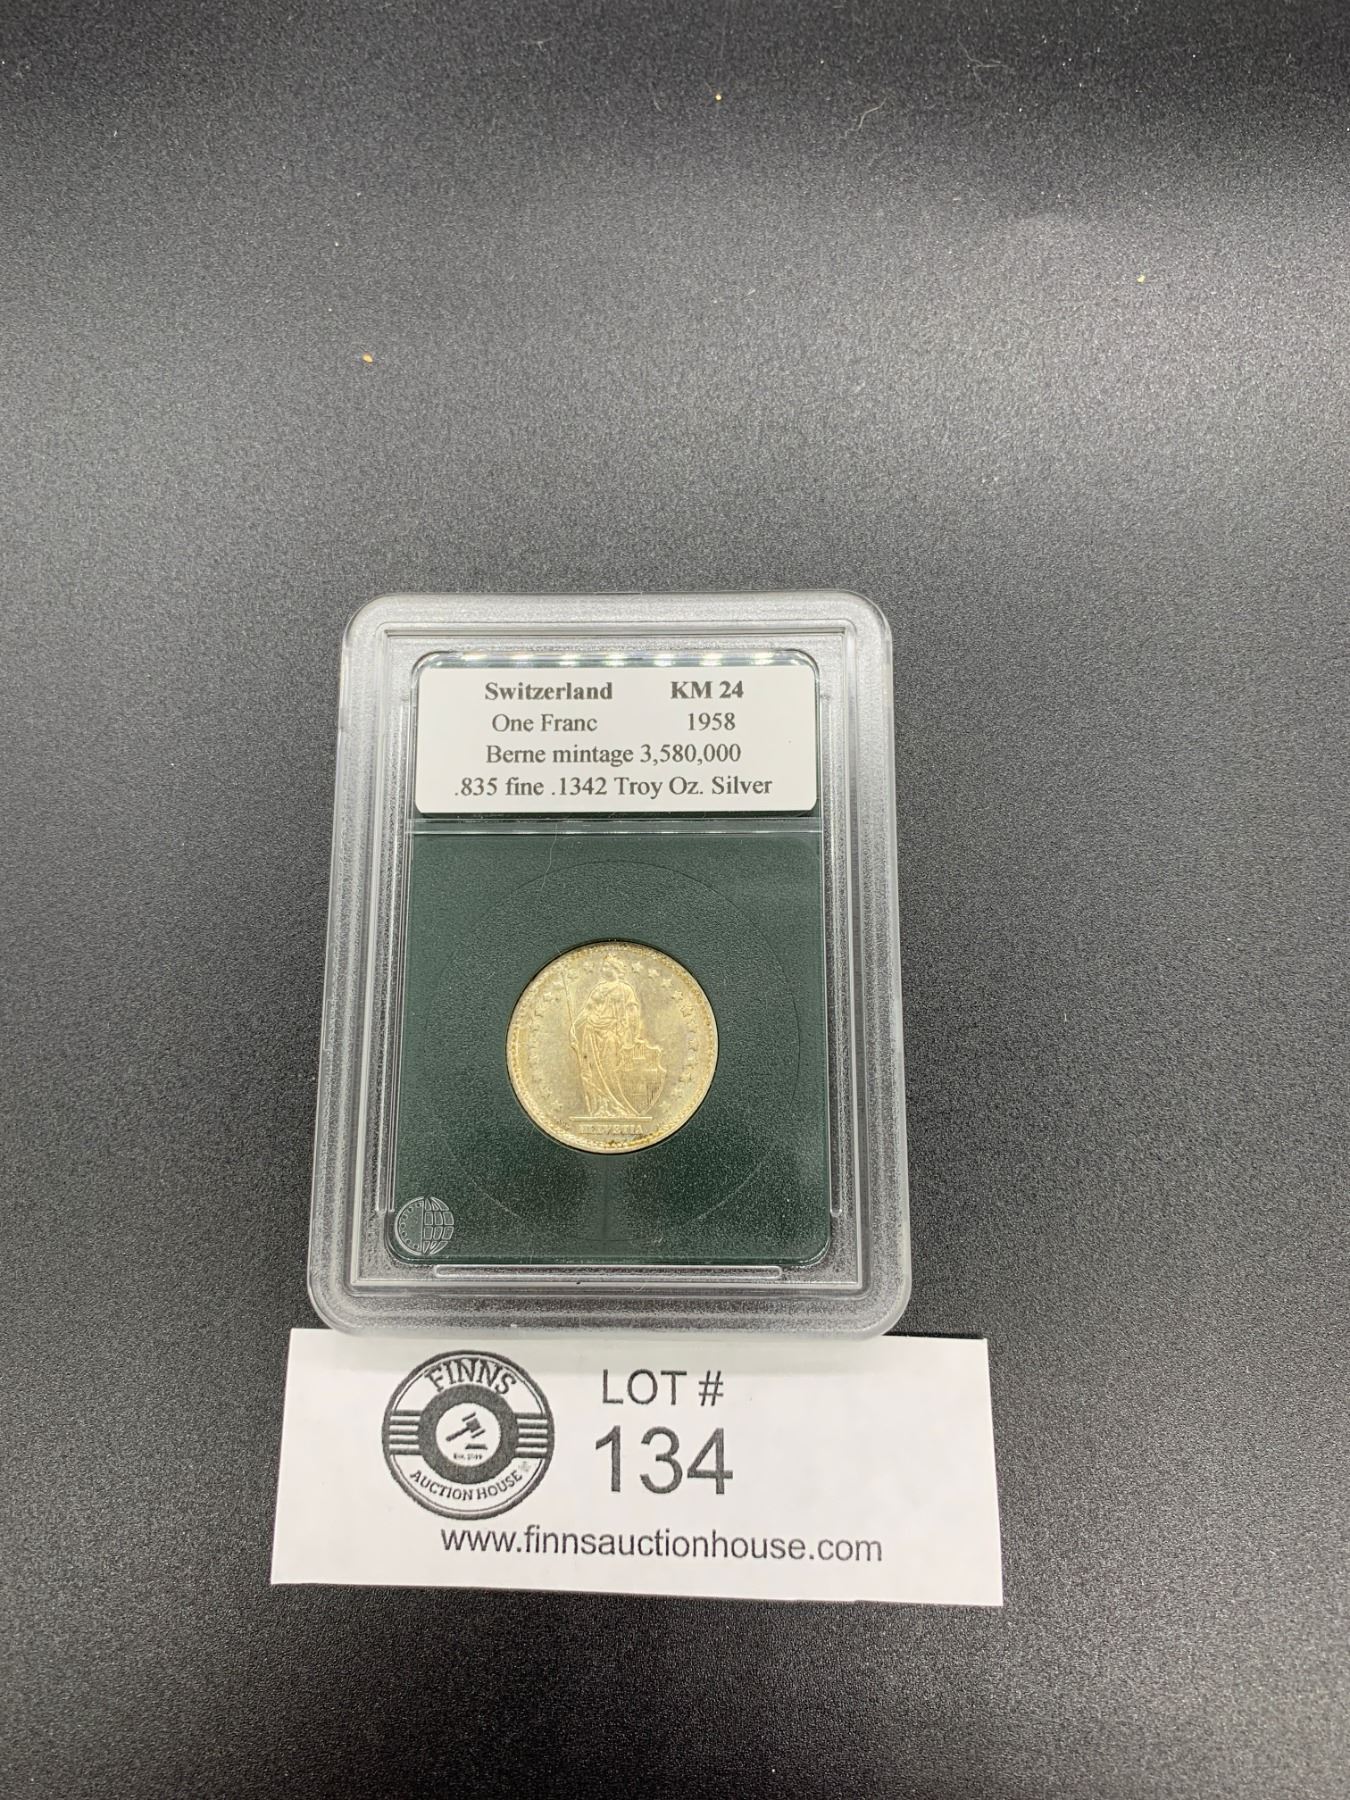 Switzerland KM 24
One Franc 1958
Berne mintage 3,580,000
.835 fine .1342 Troy Oz. Silver
HELVETIA
FINNS
AUCTION HOUSE
LOT #
134
www.finnsauctionhouse.com